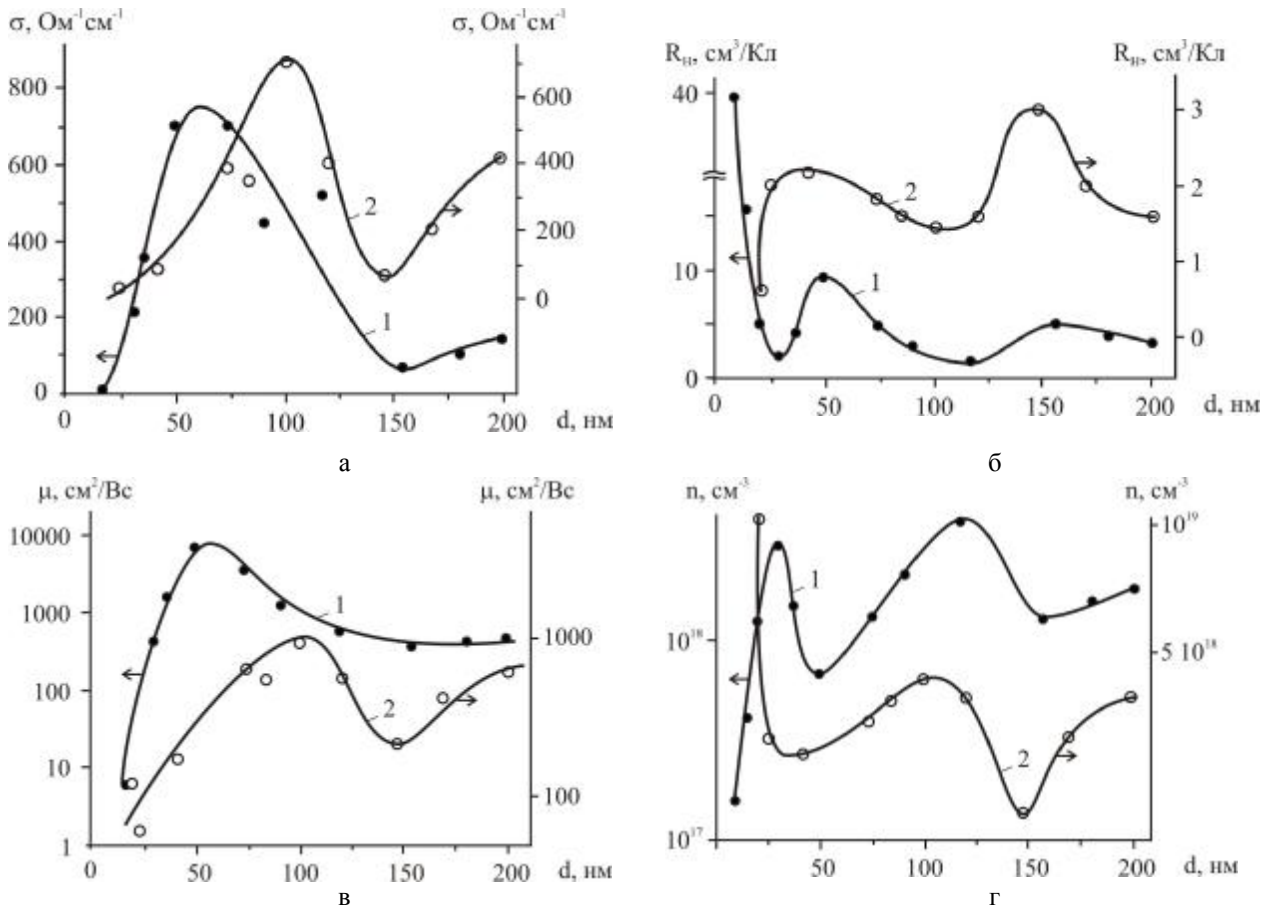 σ, Ом⁻¹см⁻¹ σ, Ом⁻¹см⁻¹
800
600
400
200
0
600
400
200
0
1
2
0 50 100 150 200 d, нм
а
Rн, см³/Кл Rн, см³/Кл
40
10
0
3
2
1
0
2
1
0 50 100 150 200
d, нм
б
μ, см²/Вс μ, см²/Вс
10000
1000
100
10
1
1000
100
1
2
0 50 100 150 200 d, нм
в
n, см⁻³ n, см⁻³
10¹⁸
10¹⁷
10¹⁹
5 10¹⁸
1
2
50 100 150 200 d, нм
г